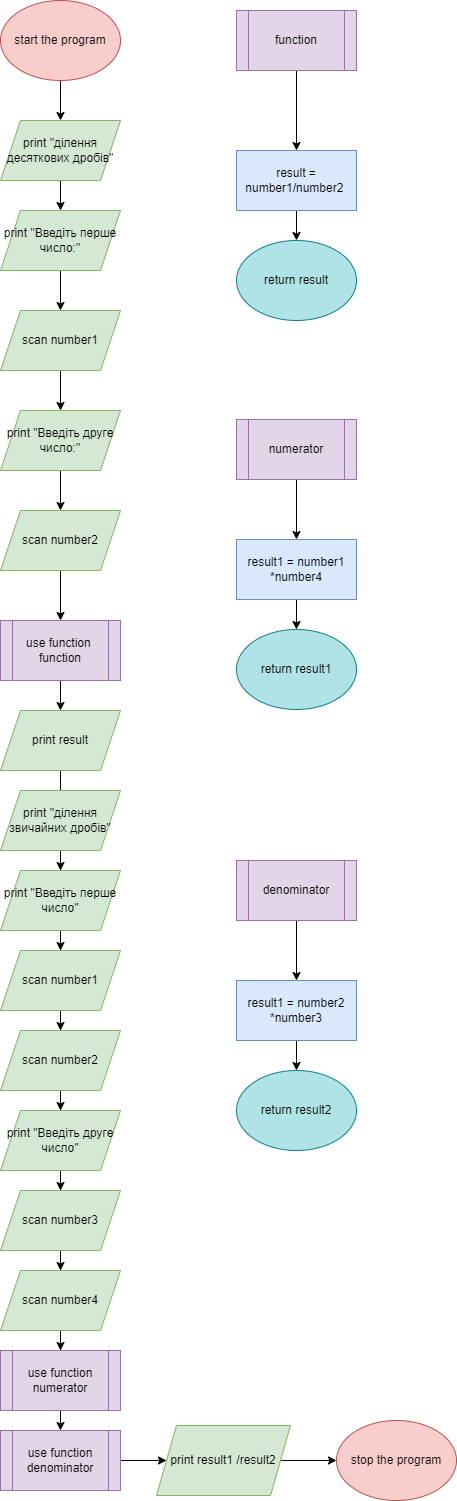 start the program
print "ділення
десяткових дробів"
print "Введіть перше
число:"
scan number1
print "Введіть друге
число:"
scan number2
use function
function
print result
print "ділення
звичайних дробів"
print "Введіть перше
число"
scan number1
scan number2
print "Введіть друге
число"
scan number3
scan number4
use function
numerator
use function
denominator
print result1 /result2
stop the program
function
result =
number1/number2
return result
numerator
result1 = number1
*number4
return result1
denominator
result1 = number2
*number3
return result2